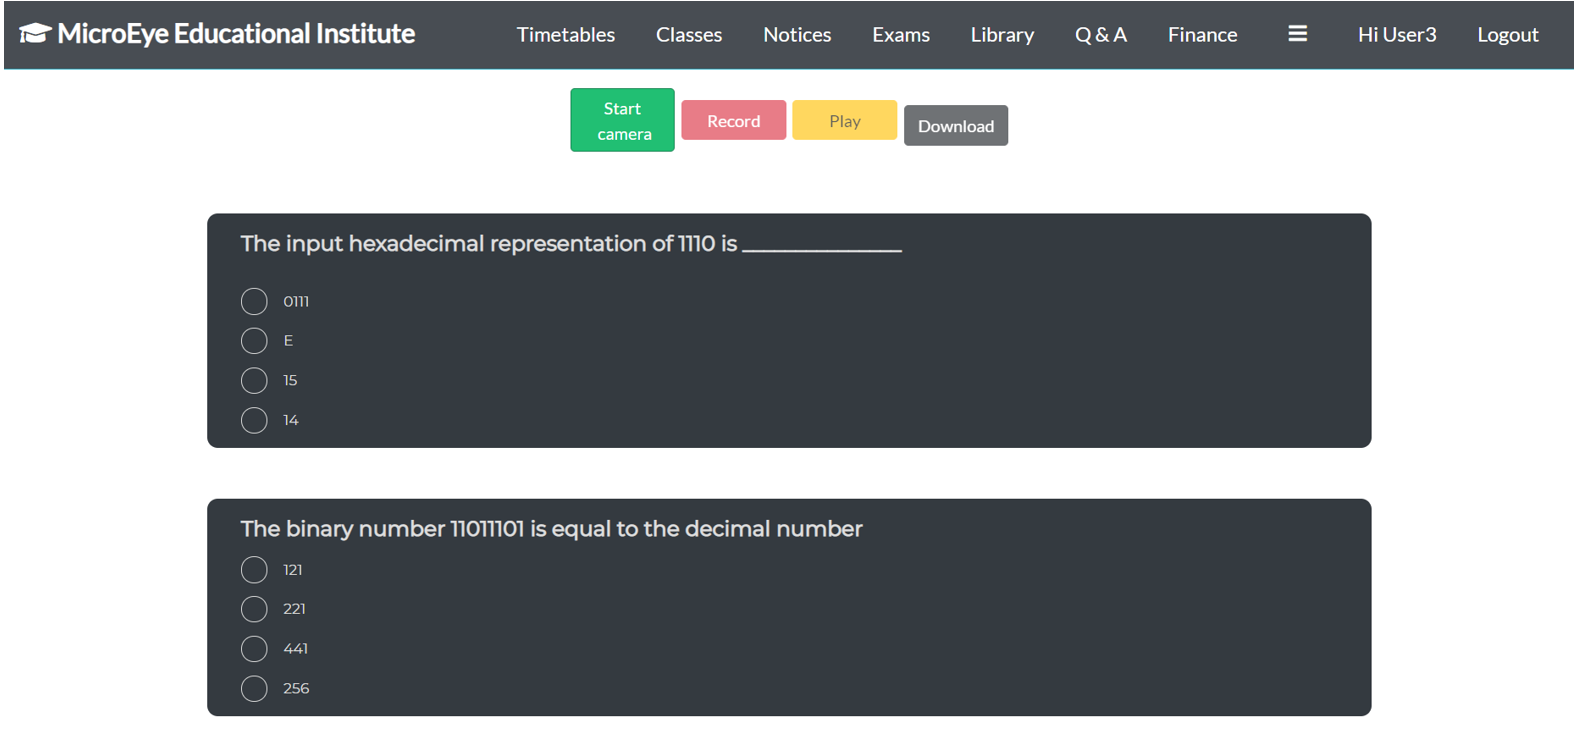 MicroEye Educational Institute Timetables Classes Notices Exams Library Q & A Finance Hi User3 Logout
Start
camera
Record
Play
Download
The input hexadecimal representation of 1110 is _______________
0111
E
15
14
The binary number 11011101 is equal to the decimal number
121
221
441
256